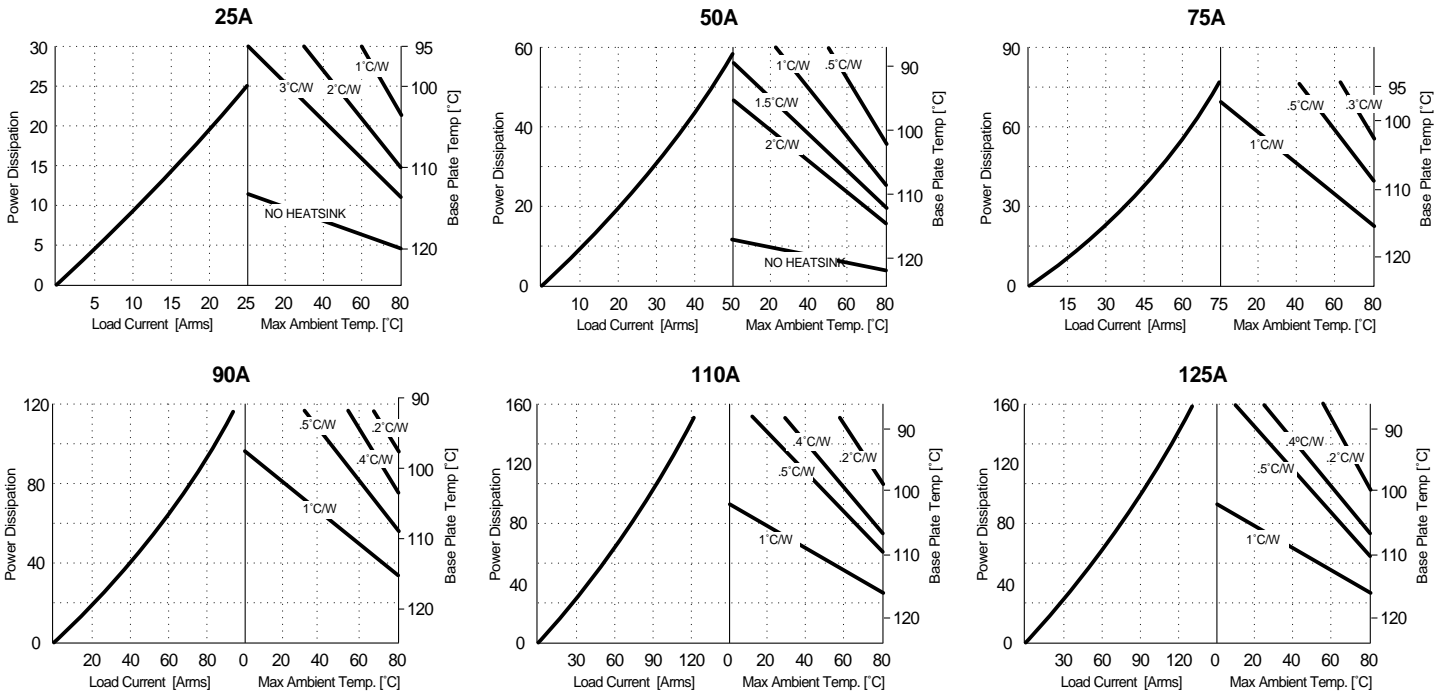 25A
30
25
20
15
10
5
0
Power Dissipation
3˚C/W
2˚C/W
1˚C/W
NO HEATSINK
95
100
110
120
Base Plate Temp [˚C]
5 10 15 20 25 20 40 60 80
Load Current [Arms] Max Ambient Temp. [˚C]
50A
60
40
20
0
Power Dissipation
1˚C/W
.5˚C/W
1.5˚C/W
2˚C/W
NO HEATSINK
90
100
110
120
Base Plate Temp [˚C]
10 20 30 40 50 20 40 60 80
Load Current [Arms] Max Ambient Temp. [˚C]
75A
90
60
30
0
Power Dissipation
.5˚C/W
.3˚C/W
1˚C/W
95
100
110
120
Base Plate Temp [˚C]
15 30 45 60 75 20 40 60 80
Load Current [Arms] Max Ambient Temp. [˚C]
90A
120
80
40
0
Power Dissipation
.5˚C/W
.2˚C/W
.4˚C/W
1˚C/W
90
100
110
120
Base Plate Temp [˚C]
20 40 60 80 0 20 40 60 80
Load Current [Arms] Max Ambient Temp. [˚C]
110A
160
120
80
40
0
Power Dissipation
.4˚C/W
.2˚C/W
.5˚C/W
1˚C/W
90
100
110
120
Base Plate Temp [˚C]
30 60 90 120 0 20 40 60 80
Load Current [Arms] Max Ambient Temp. [˚C]
125A
160
120
80
40
0
Power Dissipation
.4ºC/W
.2˚C/W
.5˚C/W
1˚C/W
90
100
110
120
Base Plate Temp [˚C]
30 60 90 120 0 20 40 60 80
Load Current [Arms] Max Ambient Temp. [˚C]